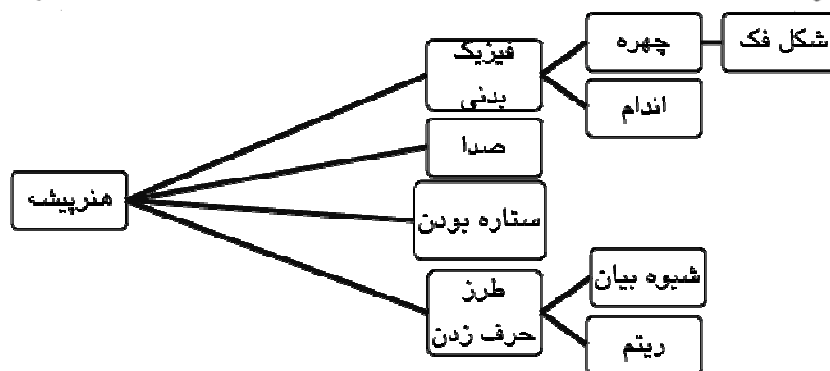 هنرپیشه
فیزیک
بدنی
چهره
شکل فک
اندام
صدا
ستاره بودن
طرز
حرف زدن
شیوه بیان
ریتم